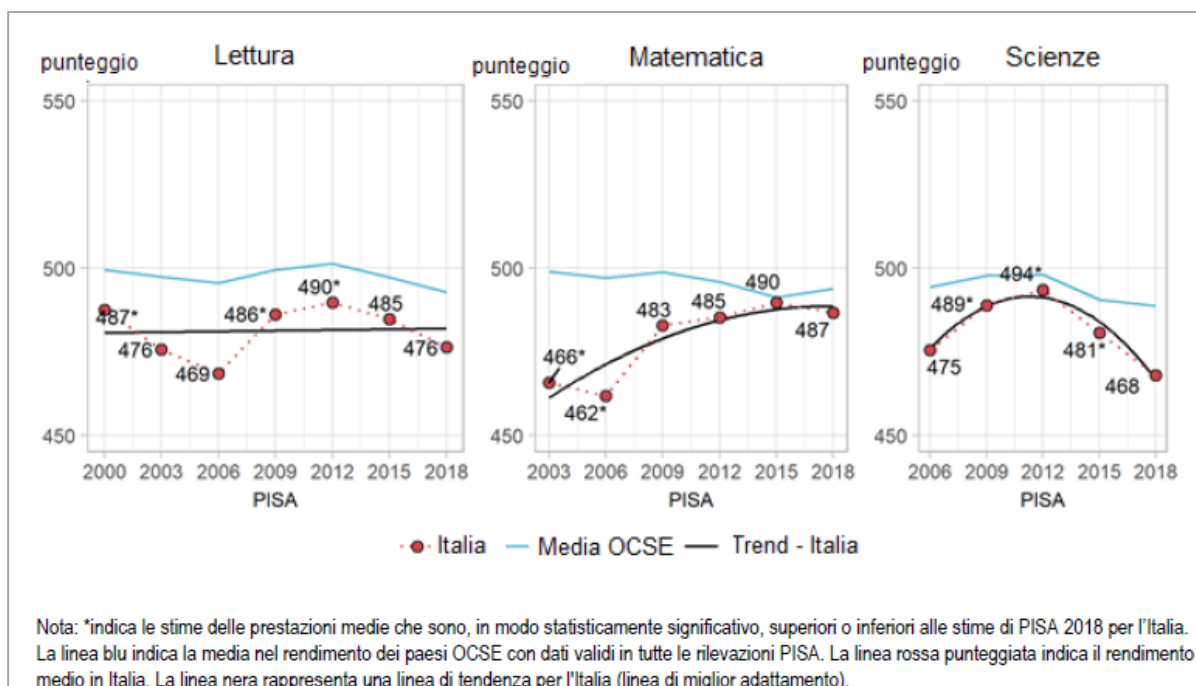 Lettura
punteggio
550
500
450
487*
476
469
486*
490*
485
476
2000 2003 2006 2009 2012 2015 2018
PISA
Matematica
punteggio
550
500
450
466*
462*
483
485
490
487
2003 2006 2009 2012 2015 2018
PISA
Scienze
punteggio
550
500
450
475
489*
494*
481*
468
2006 2009 2012 2015 2018
PISA
Italia Media OCSE Trend - Italia
Nota: *indica le stime delle prestazioni medie che sono, in modo statisticamente significativo, superiori o inferiori alle stime di PISA 2018 per l'Italia.
La linea blu indica la media nel rendimento dei paesi OCSE con dati validi in tutte le rilevazioni PISA. La linea rossa punteggiata indica il rendimento
medio in Italia. La linea nera rappresenta una linea di tendenza per l'Italia (linea di miglior adattamento).